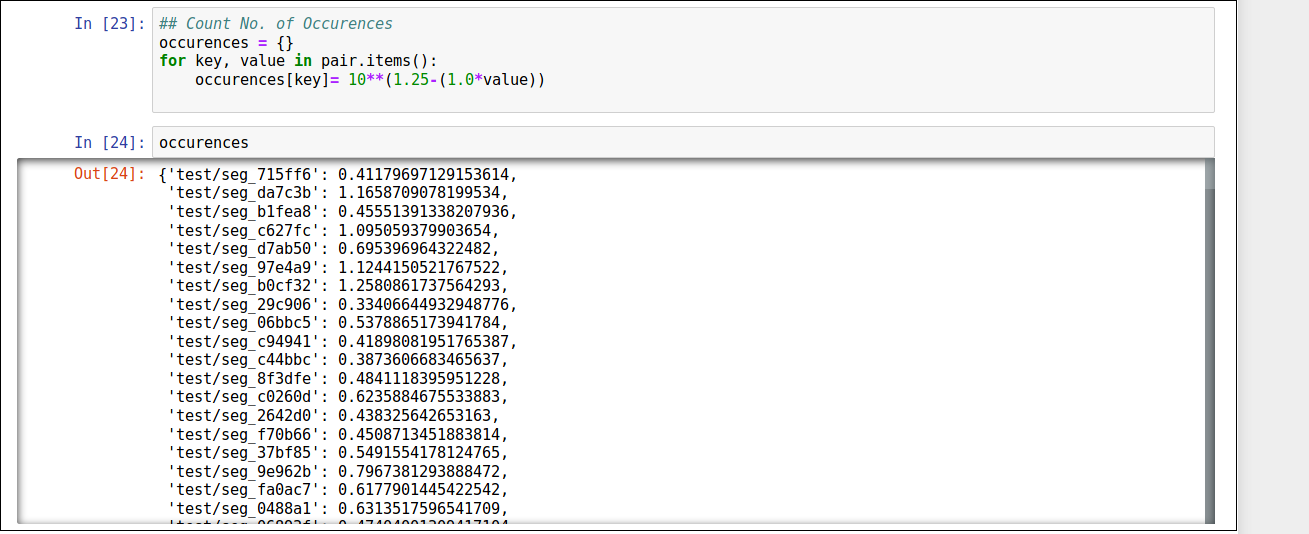 In [23]: ## Count No. of Occurences
occurences = {}
for key, value in pair.items():
    occurences[key]= 10**(1.25-(1.0*value))
In [24]: occurences
Out[24]: {'test/seg_715ff6': 0.41179697129153614,
'test/seg_da7c3b': 1.1658709078199534,
'test/seg_b1fea8': 0.45551391338207936,
'test/seg_c627fc': 1.095059379903654,
'test/seg_d7ab50': 0.695396964322482,
'test/seg_97e4a9': 1.1244150521767522,
'test/seg_b0cf32': 1.2580861737564293,
'test/seg_29c906': 0.33406644932948776,
'test/seg_06bbc5': 0.5378865173941784,
'test/seg_c94941': 0.41898081951765387,
'test/seg_c44bbc': 0.3873606683465637,
'test/seg_8f3dfe': 0.4841118395951228,
'test/seg_c0260d': 0.6235884675533883,
'test/seg_2642d0': 0.438325642653163,
'test/seg_f70b66': 0.4508713451883814,
'test/seg_37bf85': 0.5491554178124765,
'test/seg_9e962b': 0.7967381293888472,
'test/seg_fa0ac7': 0.6177901445422542,
'test/seg_0488a1': 0.6313517596541709,